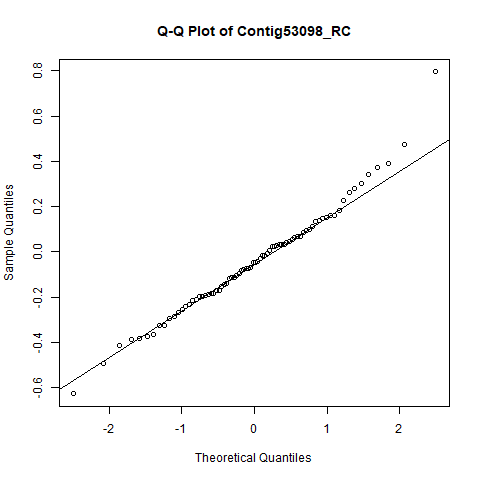 Q-Q Plot of Contig53098_RC
0.8
0.6
0.4
0.2
0.0
-0.2
-0.4
-0.6
Sample Quantiles
-2 -1 0 1 2
Theoretical Quantiles